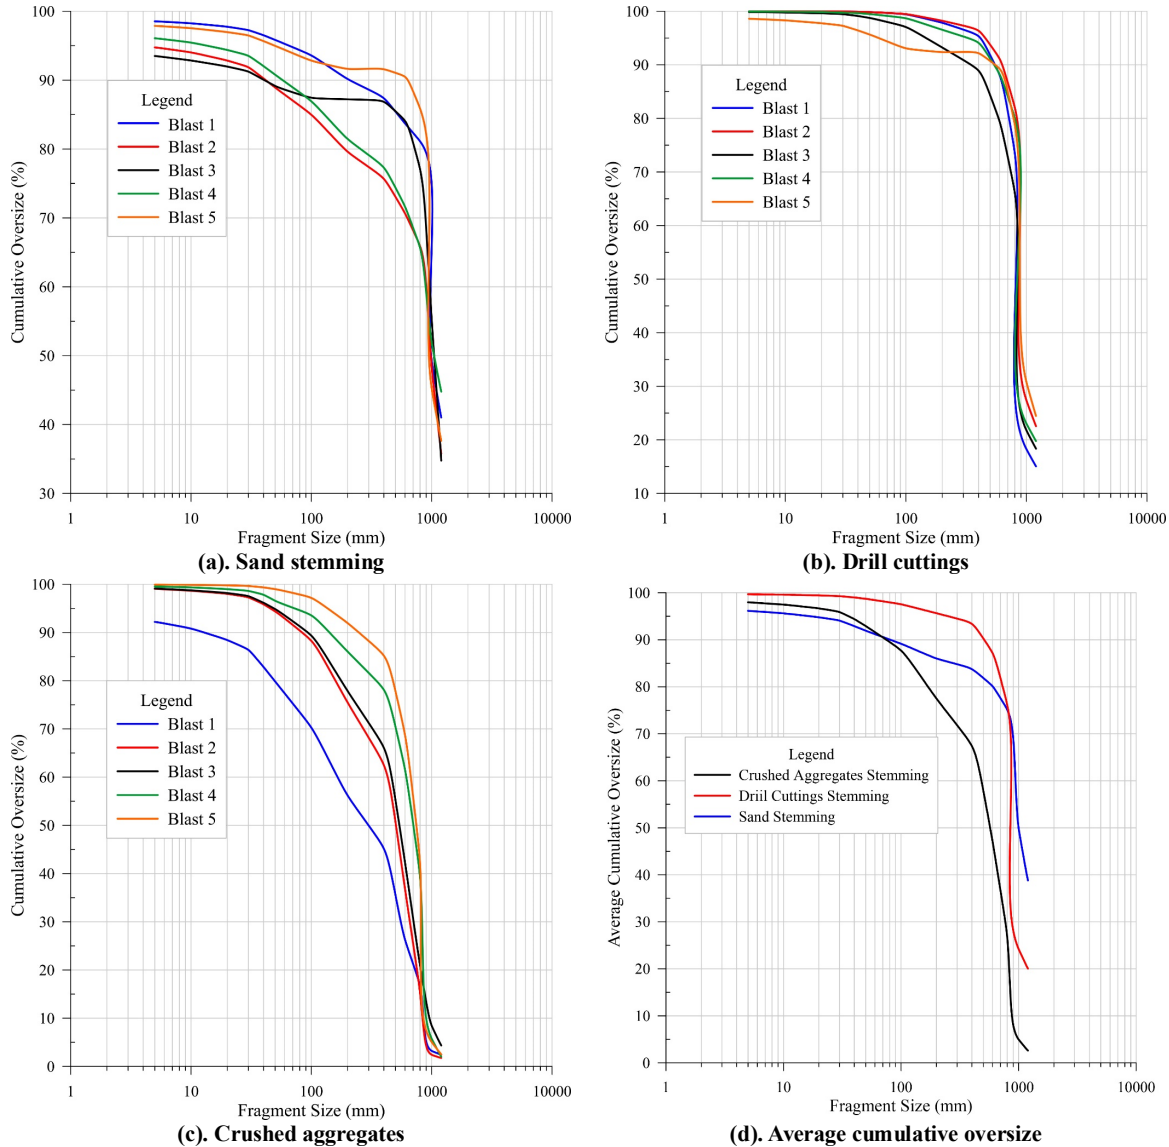 100
90
80
70
60
50
40
30
Cumulative Oversize (%)
Legend
Blast 1
Blast 2
Blast 3
Blast 4
Blast 5
1
10
100
1000
10000
Fragment Size (mm)
(a). Sand stemming
100
90
80
70
60
50
40
30
20
10
Cumulative Oversize (%)
Legend
Blast 1
Blast 2
Blast 3
Blast 4
Blast 5
1
10
100
1000
10000
Fragment Size (mm)
(b). Drill cuttings
100
90
80
70
60
50
40
30
20
10
0
Cumulative Oversize (%)
Legend
Blast 1
Blast 2
Blast 3
Blast 4
Blast 5
1
10
100
1000
10000
Fragment Size (mm)
(c). Crushed aggregates
100
90
80
70
60
50
40
30
20
10
0
Average Cumulative Oversize (%)
Legend
Crushed Aggregates Stemming
Driil Cuttings Stemming
Sand Stemming
1
10
100
1000
10000
Fragment Size (mm)
(d). Average cumulative oversize